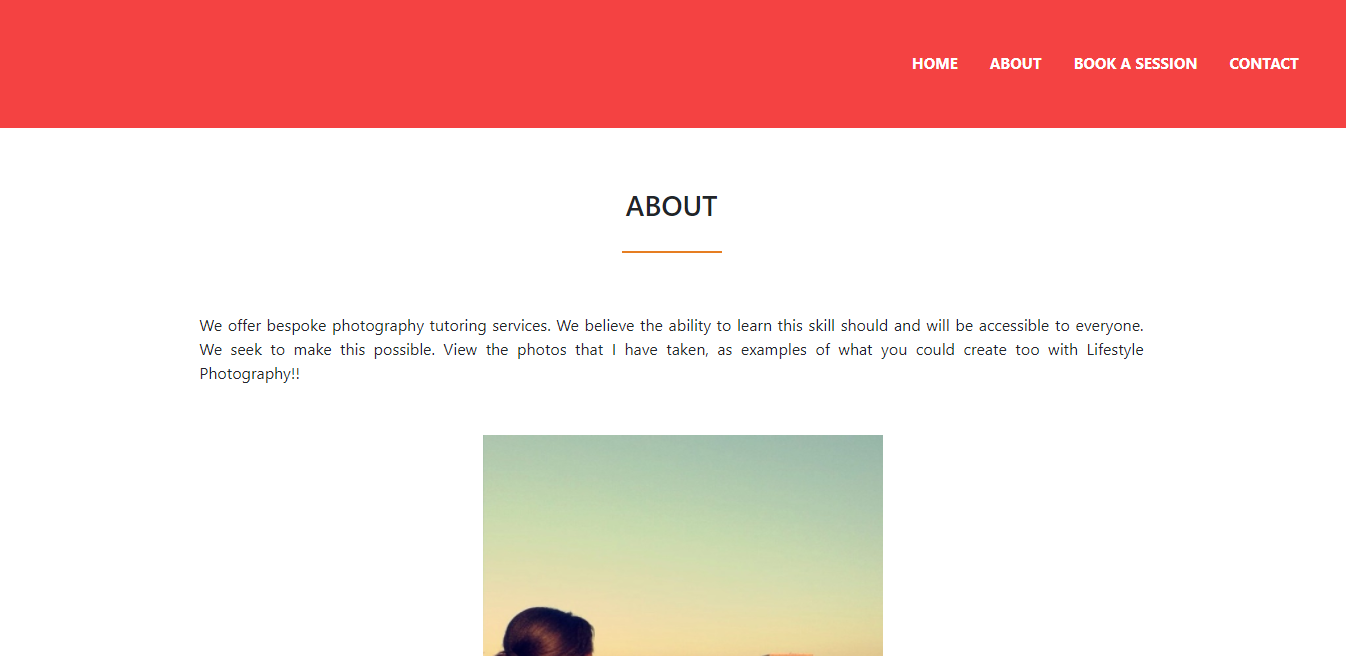 HOME ABOUT BOOK A SESSION CONTACT
ABOUT
We offer bespoke photography tutoring services. We believe the ability to learn this skill should and will be accessible to everyone.
We seek to make this possible. View the photos that I have taken, as examples of what you could create too with Lifestyle
Photography!!